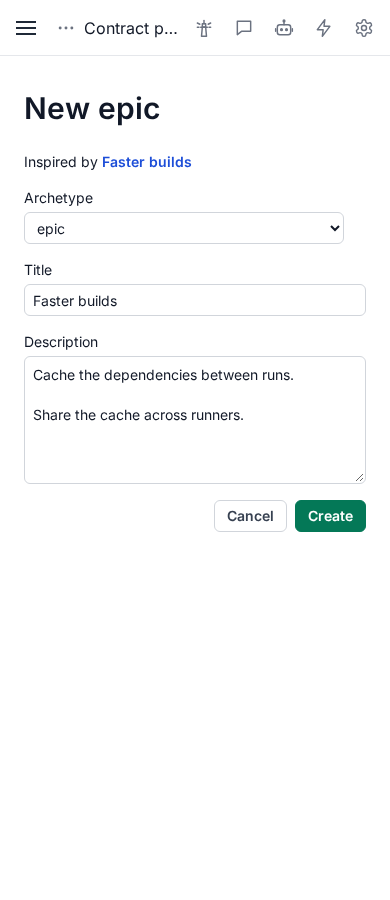 Contract p...
New epic
Inspired by Faster builds
Archetype
epic
Title
Faster builds
Description
Cache the dependencies between runs.
Share the cache across runners.
Cancel
Create